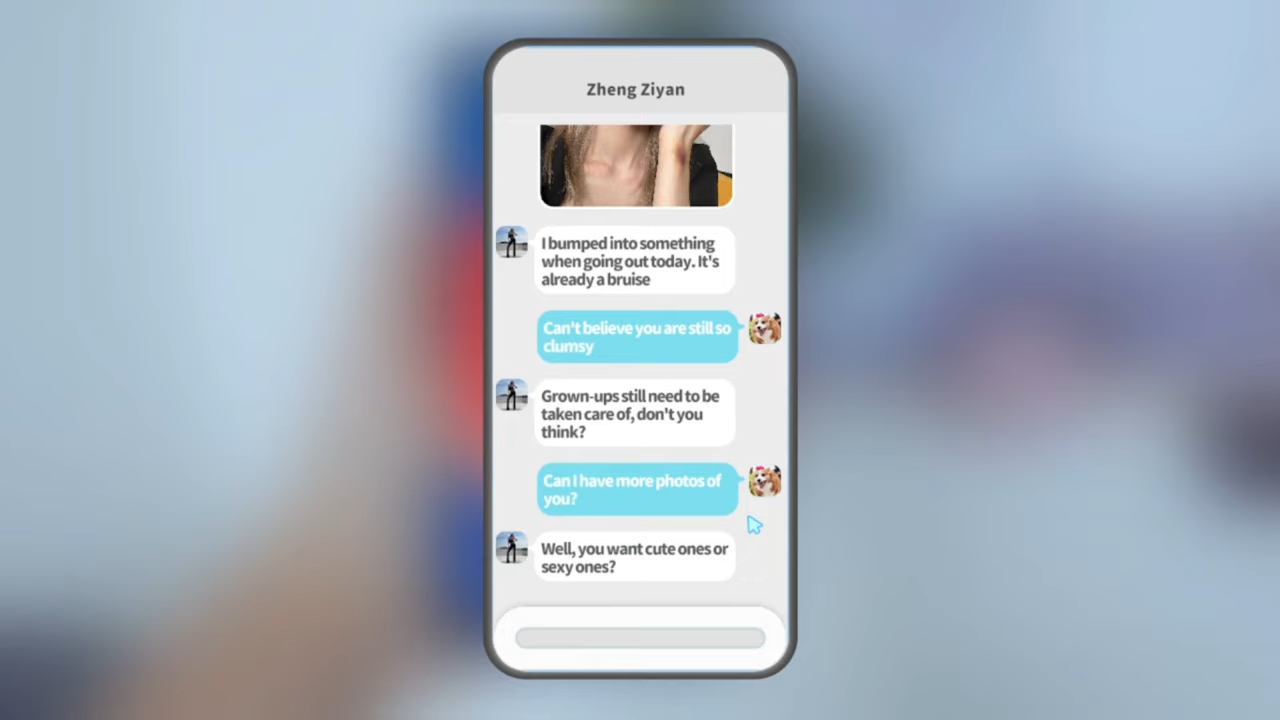 Zheng Ziyan
I bumped into something
when going out today. It's
already a bruise
Can't believe you are still so
clumsy
Grown-ups still need to be
taken care of, don't you
think?
Can I have more photos of
you?
Well, you want cute ones or
sexy ones?